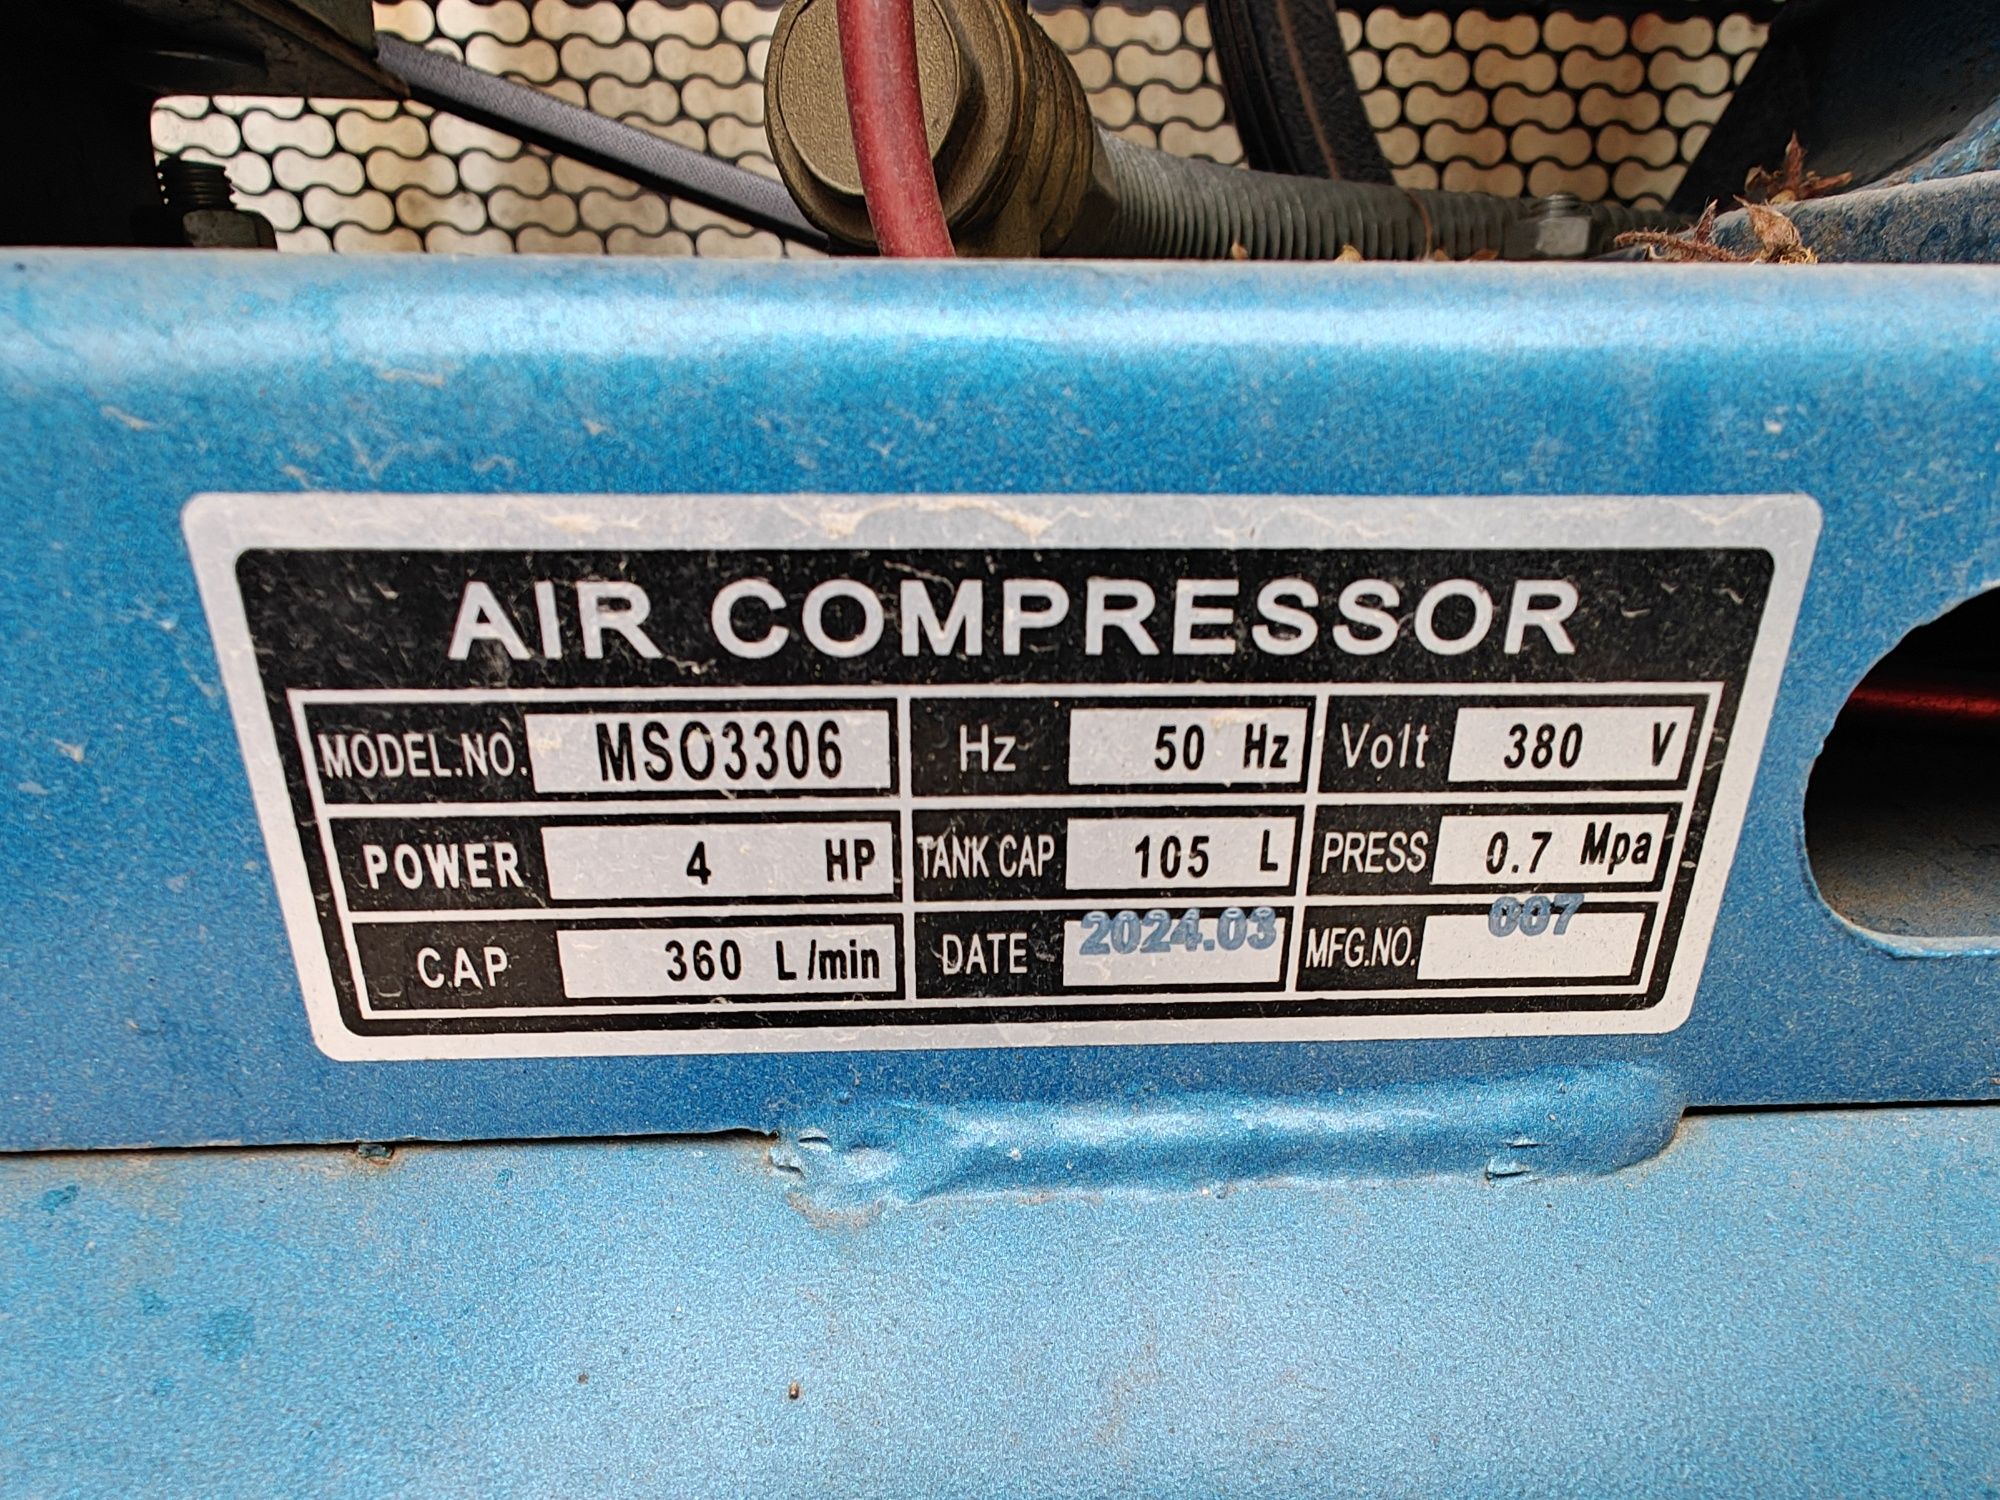 AIR COMPRESSOR
MODEL.NO. MSO3306 Hz 50 Hz Volt 380 V
POWER 4 HP TANK CAP 105 L PRESS 0.7 Mpa
CAP 360 L/min DATE 2024.03 MFG.NO. 007